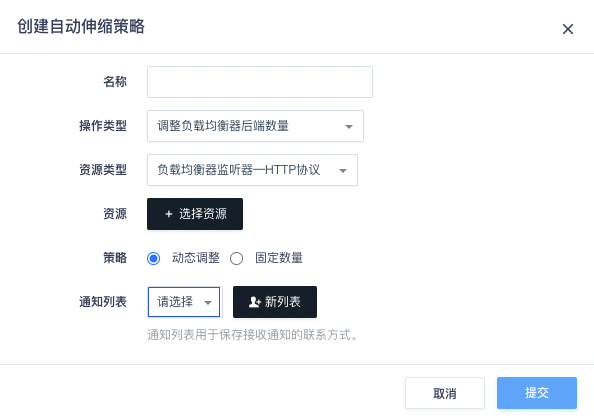 创建自动伸缩策略
名称
操作类型 调整负载均衡器后端数量
资源类型 负载均衡器监听器—HTTP协议
资源 + 选择资源
策略 动态调整 固定数量
通知列表 请选择 新列表
通知列表用于保存接收通知的联系方式。
取消 提交